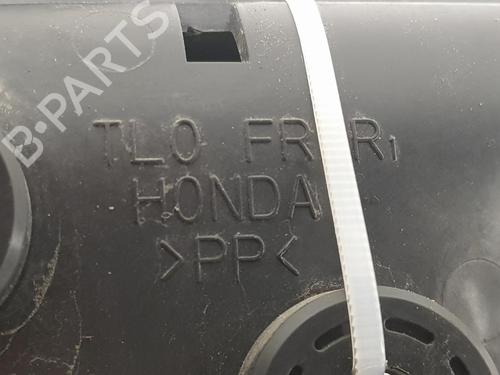 B-PARTS
TL0 FR R1
HONDA
>PP<